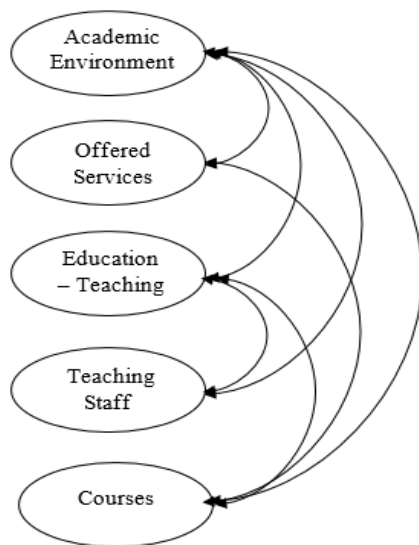 Academic
Environment
Offered
Services
Education
– Teaching
Teaching
Staff
Courses